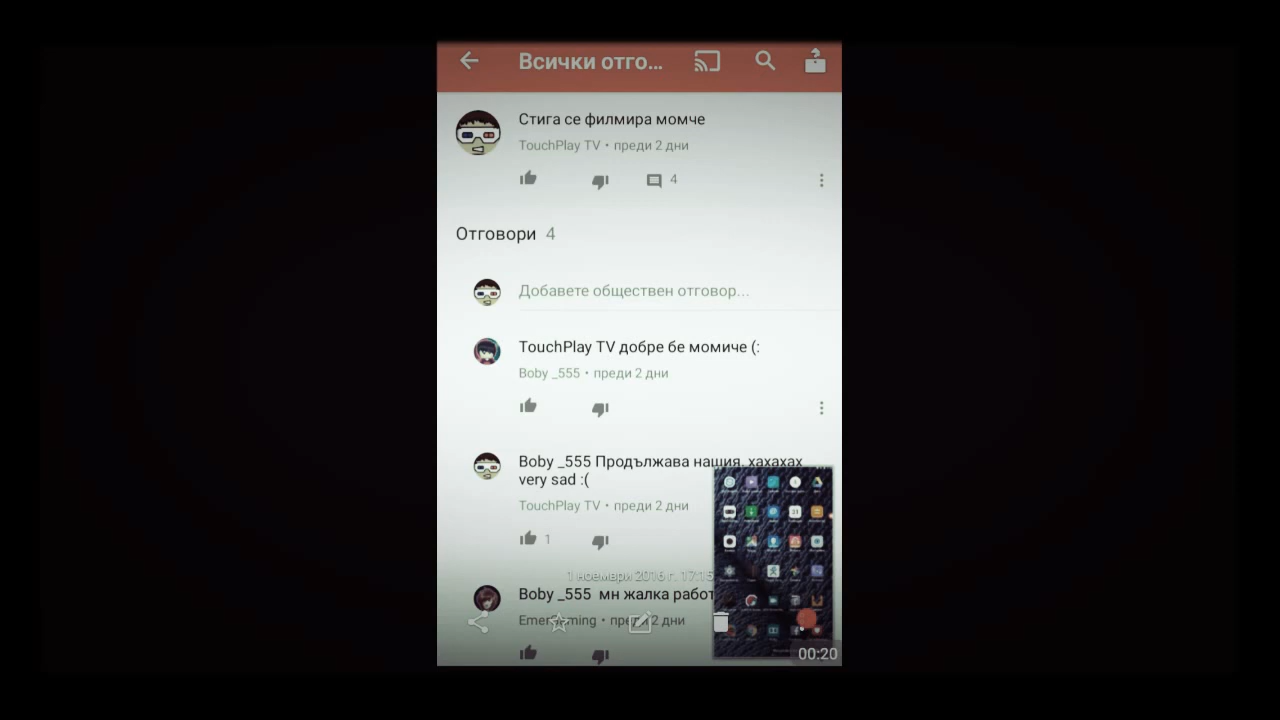 Всички отго...
Стига се филмира момче
TouchPlay TV • преди 2 дни
4
Отговори 4
Добавете обществен отговор...
TouchPlay TV добре бе момиче (:
Boby _555 • преди 2 дни
Boby _555 Продължава нашия. хахахах
very sad :(
TouchPlay TV • преди 2 дни
1
1 ноември 2016 г. 17:15
Boby _555 мн жалка работ
EmerGaming • преди 2 дни
00:20